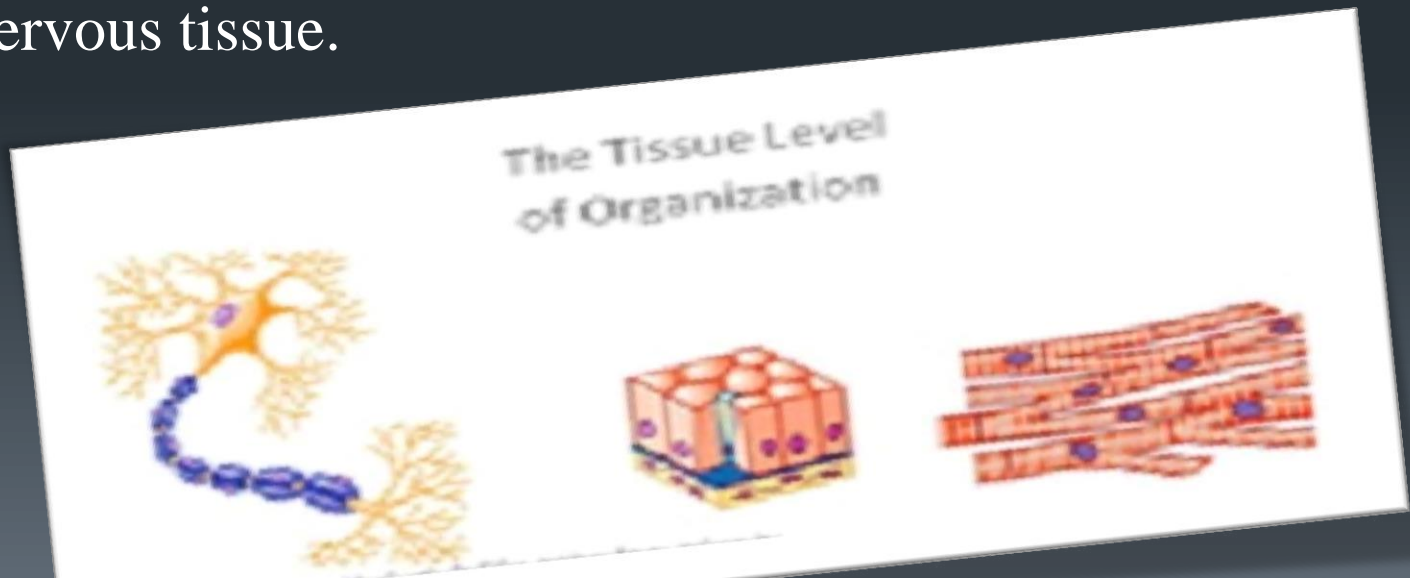 ervous tissue.
The Tissue Level
of Organization